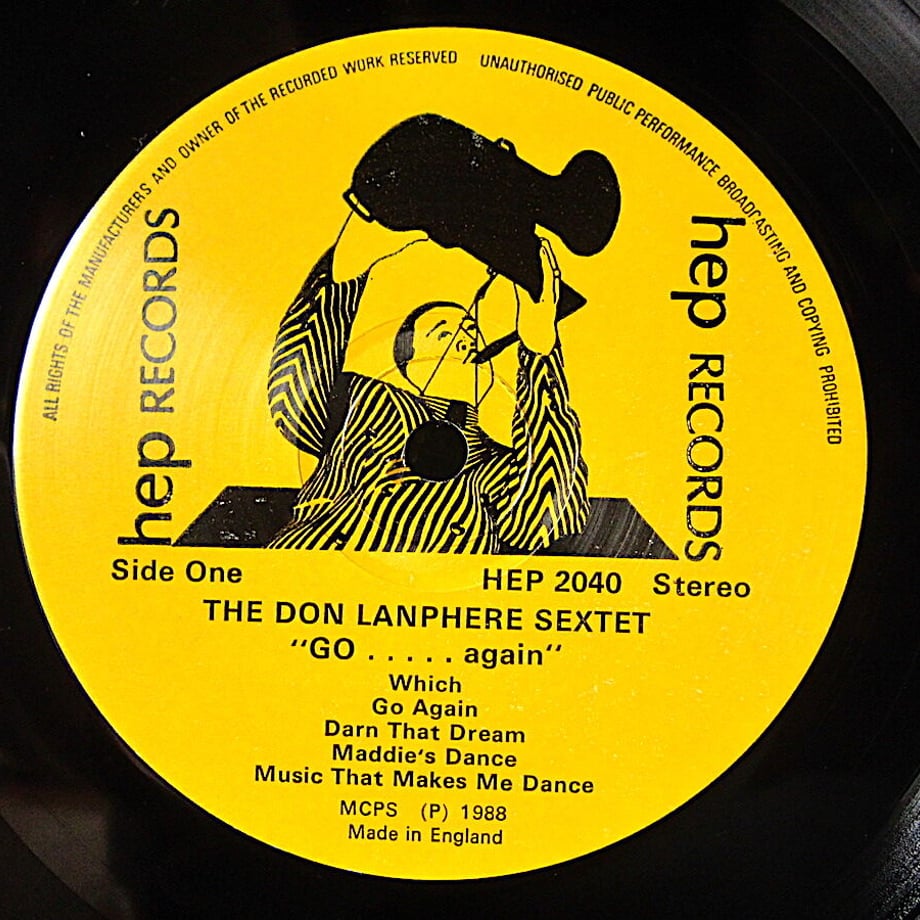 ALL RIGHTS OF THE MANUFACTURERS AND OWNER OF THE RECORDED WORK RESERVED UNAUTHORISED PUBLIC PERFORMANCE BROADCASTING AND COPYING PROHIBITED
hep RECORDS
hep RECORDS
Side One HEP 2040 Stereo
THE DON LANPHERE SEXTET
"GO . . . . . again"
Which
Go Again
Darn That Dream
Maddie's Dance
Music That Makes Me Dance
MCPS (P) 1988
Made in England